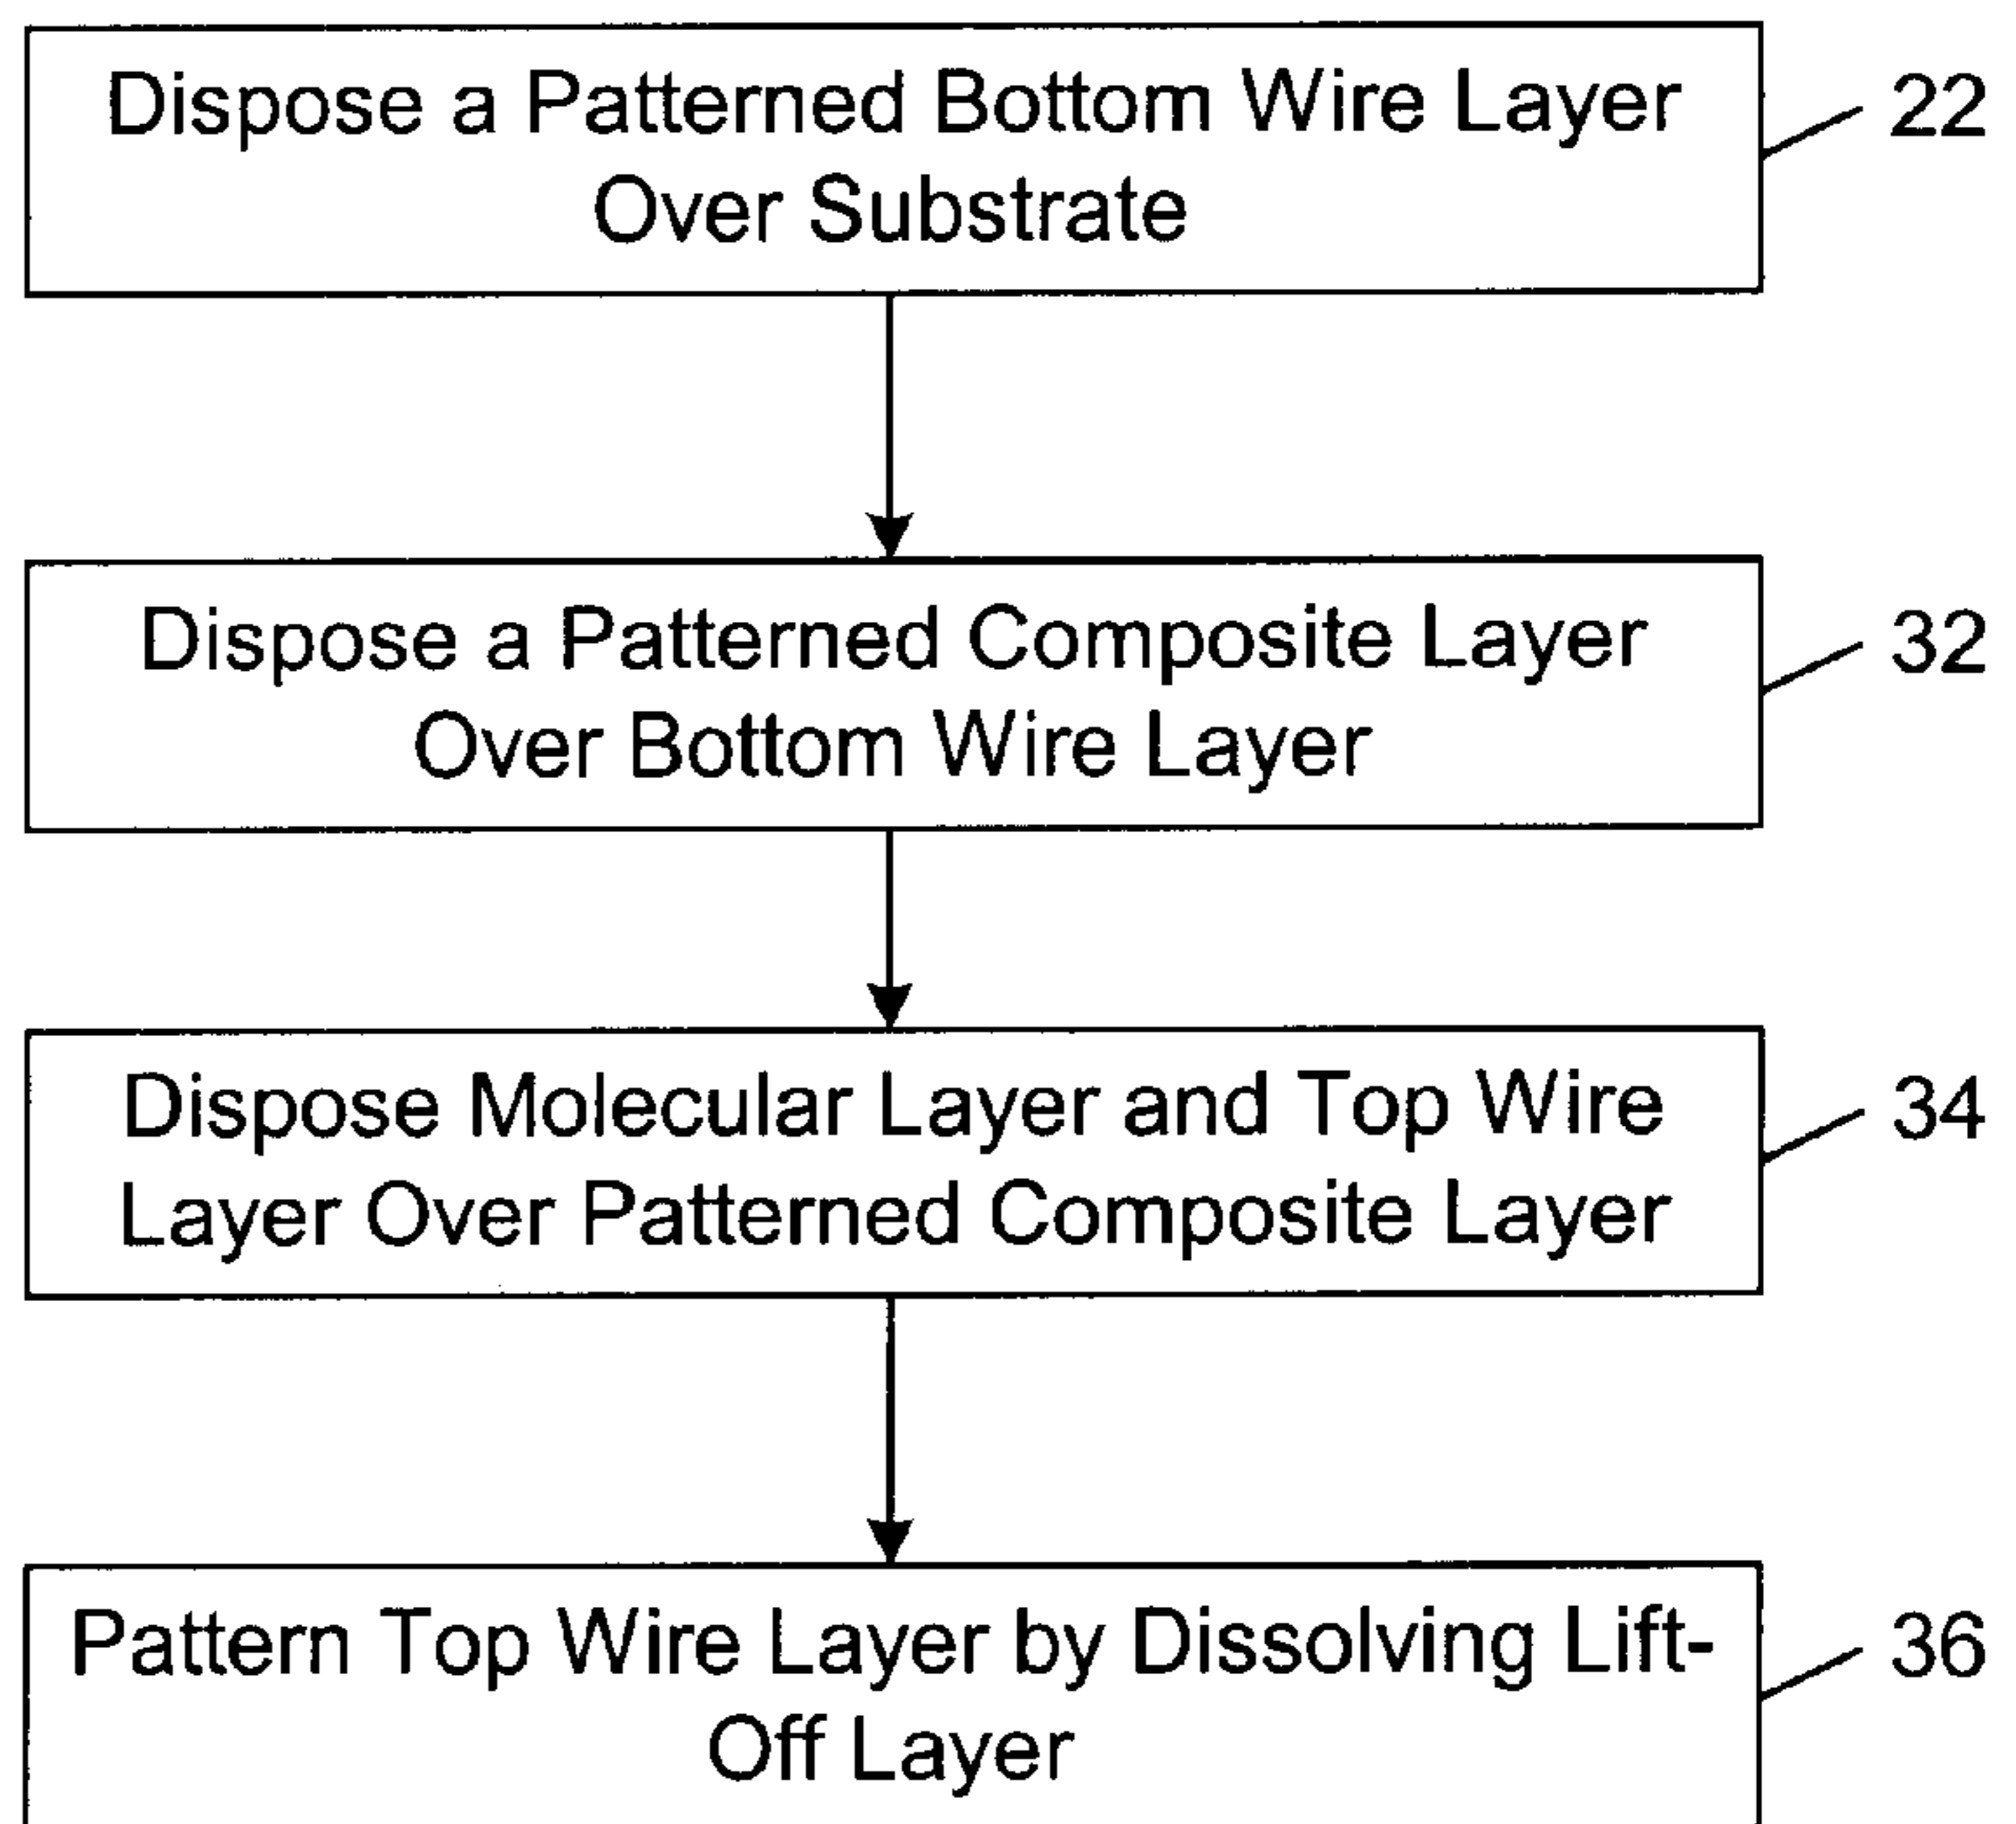 Dispose a Patterned Bottom Wire Layer
Over Substrate
22
Dispose a Patterned Composite Layer
Over Bottom Wire Layer
32
Dispose Molecular Layer and Top Wire
Layer Over Patterned Composite Layer
34
Pattern Top Wire Layer by Dissolving Lift-
Off Layer
36